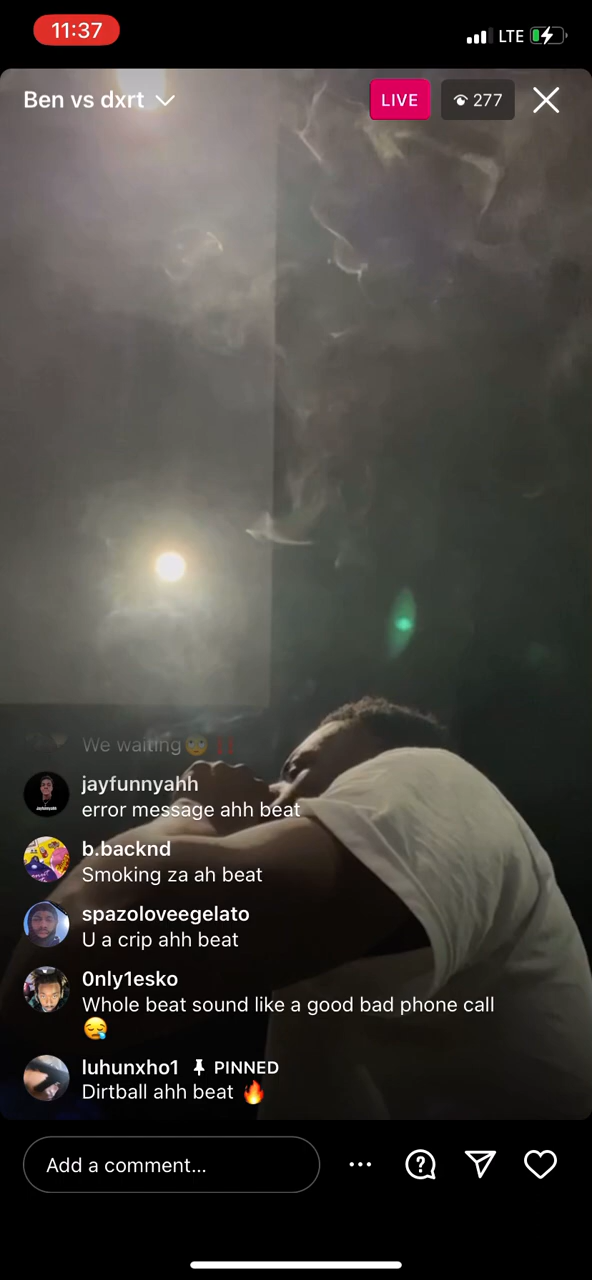 11:37
LTE
Ben vs dxrt
LIVE
277
We waiting😳‼️
jayfunnyahh
error message ahh beat
b.backnd
Smoking za ah beat
spazoloveegelato
U a crip ahh beat
0nly1esko
Whole beat sound like a good bad phone call
😪
luhunxho1 PINNED
Dirtball ahh beat 🔥
Add a comment...